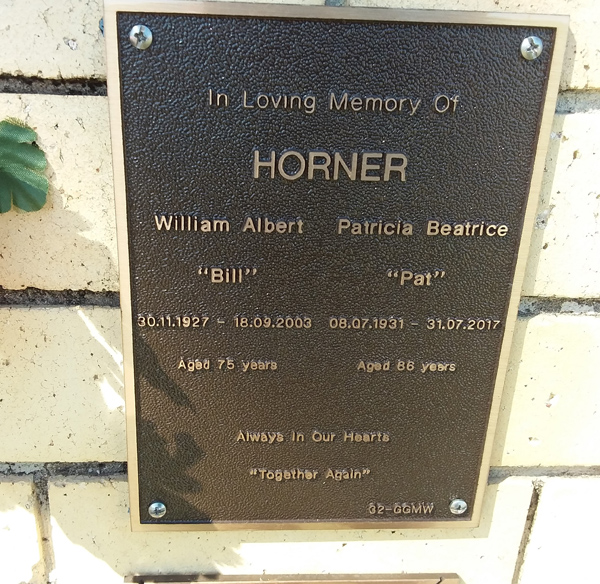 In Loving Memory Of
HORNER
William Albert Patricia Beatrice
“Bill” “Pat”
30.11.1927 - 18.09.2003 08.07.1931 - 31.07.2017
Aged 75 years Aged 86 years
Always In Our Hearts
“Together Again”
32-GGMW